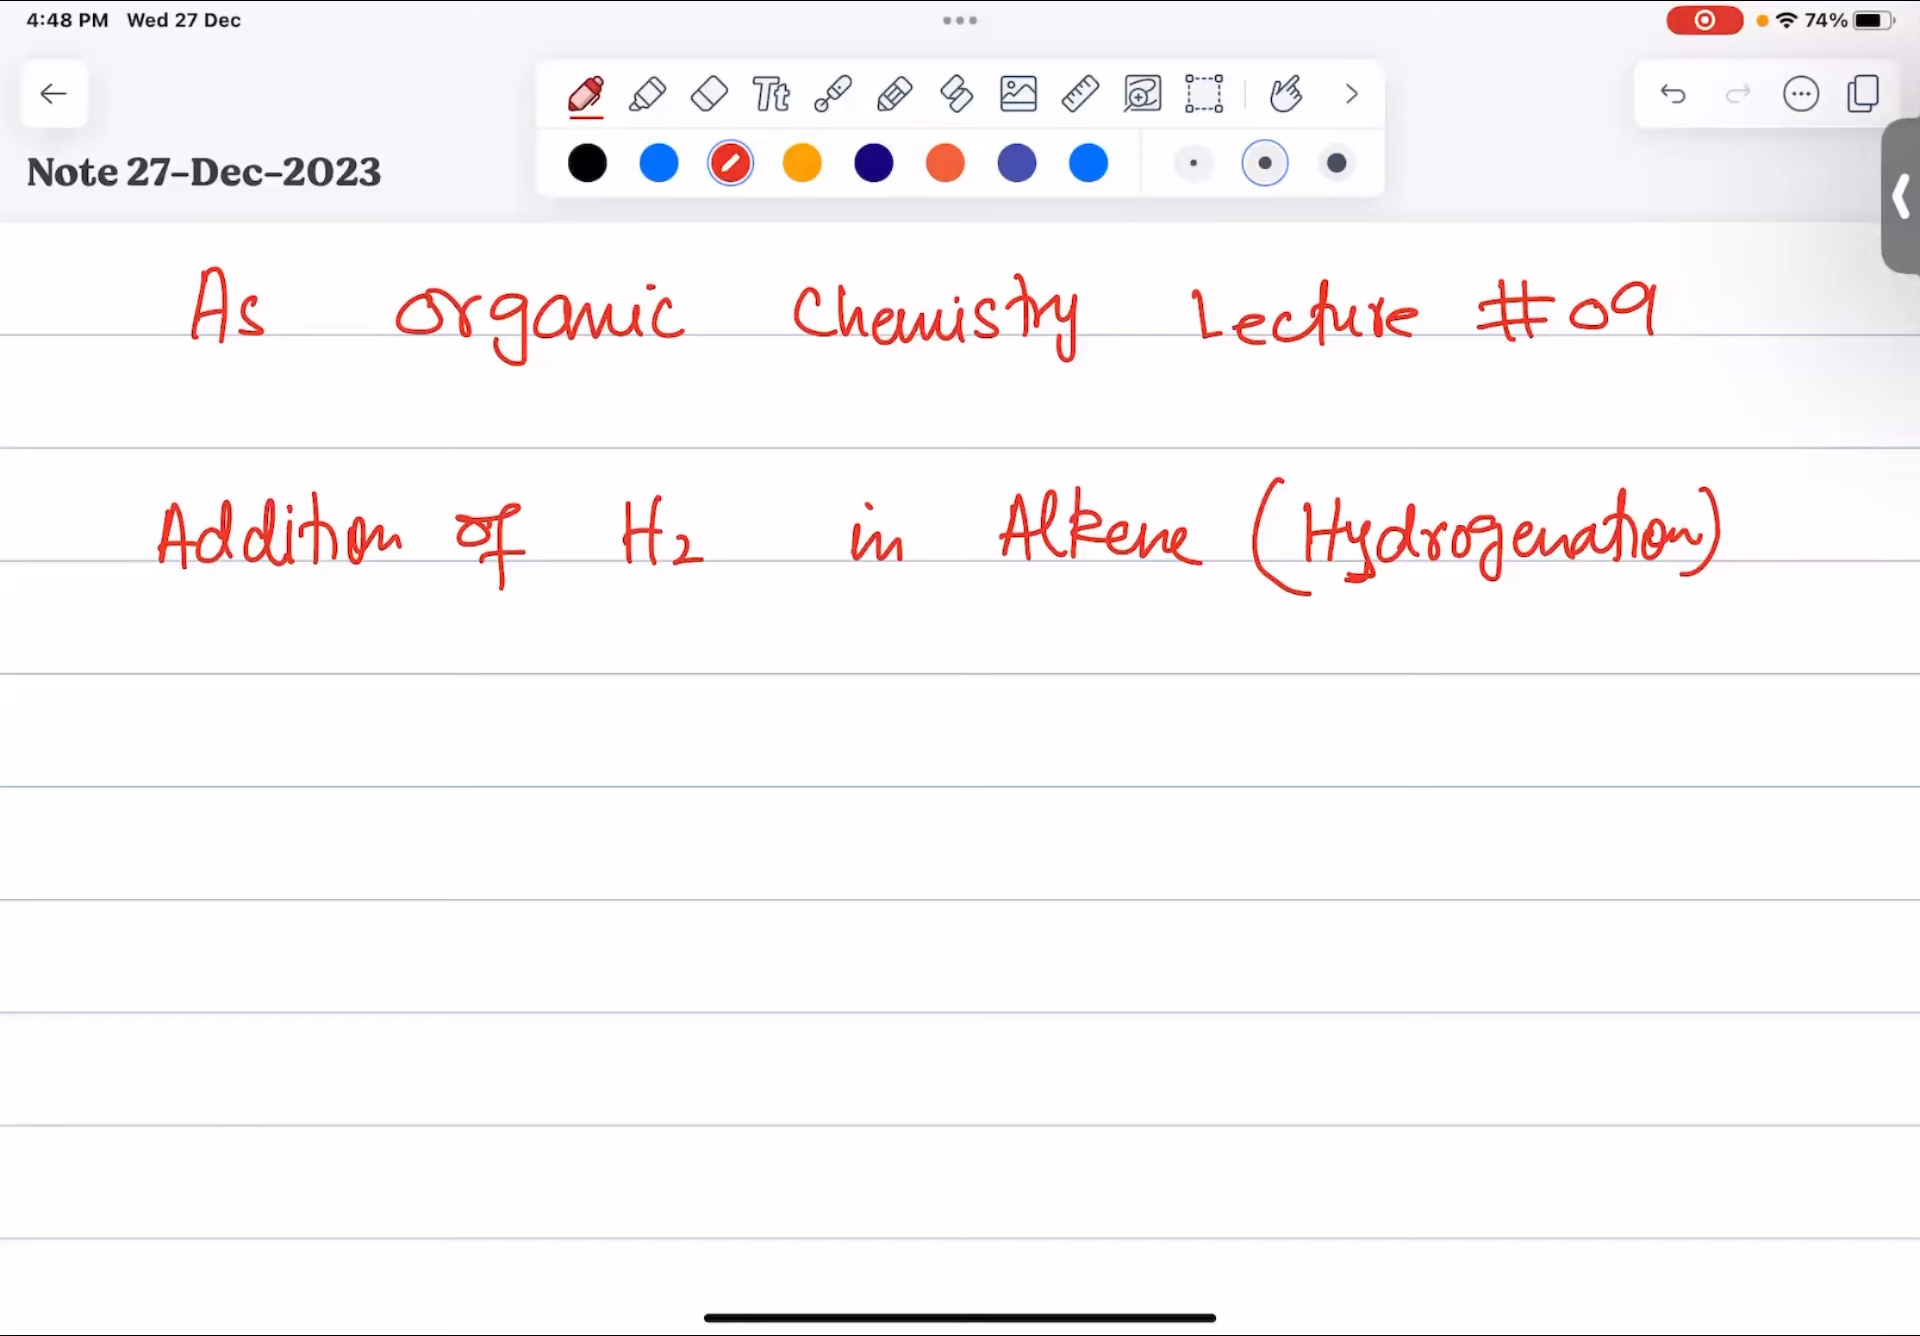 4:48 PM Wed 27 Dec
74%
Tt
Note 27-Dec-2023
As organic Chemistry Lecture #09
Addition of H2 in Alkene (Hydrogenation)